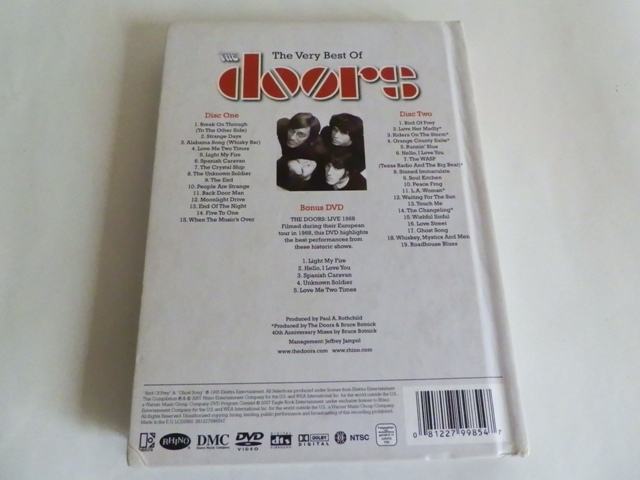 The Very Best Of
THE
doors
Disc One
1. Break On Through
(To The Other Side)
2. Strange Days
3. Alabama Song (Whisky Bar)
4. Love Me Two Times
5. Light My Fire
6. Spanish Caravan
7. The Crystal Ship
8. The Unknown Soldier
9. The End
10. People Are Strange
11. Back Door Man
12. Moonlight Drive
13. End Of The Night
14. Five To One
15. When The Music's Over
Disc Two
1. Bird Of Prey
2. Love Her Madly*
3. Riders On The Storm*
4. Orange County Suite*
5. Runnin' Blue
6. Hello, I Love You
7. The WASP
(Texas Radio And The Big Beat)*
8. Stoned Immaculate
9. Soul Kitchen
10. Peace Frog
11. L.A. Woman*
12. Waiting For The Sun
13. Touch Me
14. The Changeling*
15. Wishful Sinful
16. Love Street
17. Ghost Song
18. Whiskey, Mystics And Men
19. Roadhouse Blues
Bonus DVD
THE DOORS: LIVE 1968
Filmed during their European
tour in 1968, this DVD highlights
the best performances from
these historic shows.
1. Light My Fire
2. Hello, I Love You
3. Spanish Caravan
4. Unknown Soldier
5. Love Me Two Times
Produced by Paul A. Rothchild
*Produced by The Doors & Bruce Botnick
40th Anniversary Mixes by Bruce Botnick
Management: Jeffrey Jampol
www.thedoors.com www.rhino.com
RHINO
DMC
DVD
VIDEO
dts
DOLBY
DIGITAL
NTSC
0 81227 99854 7